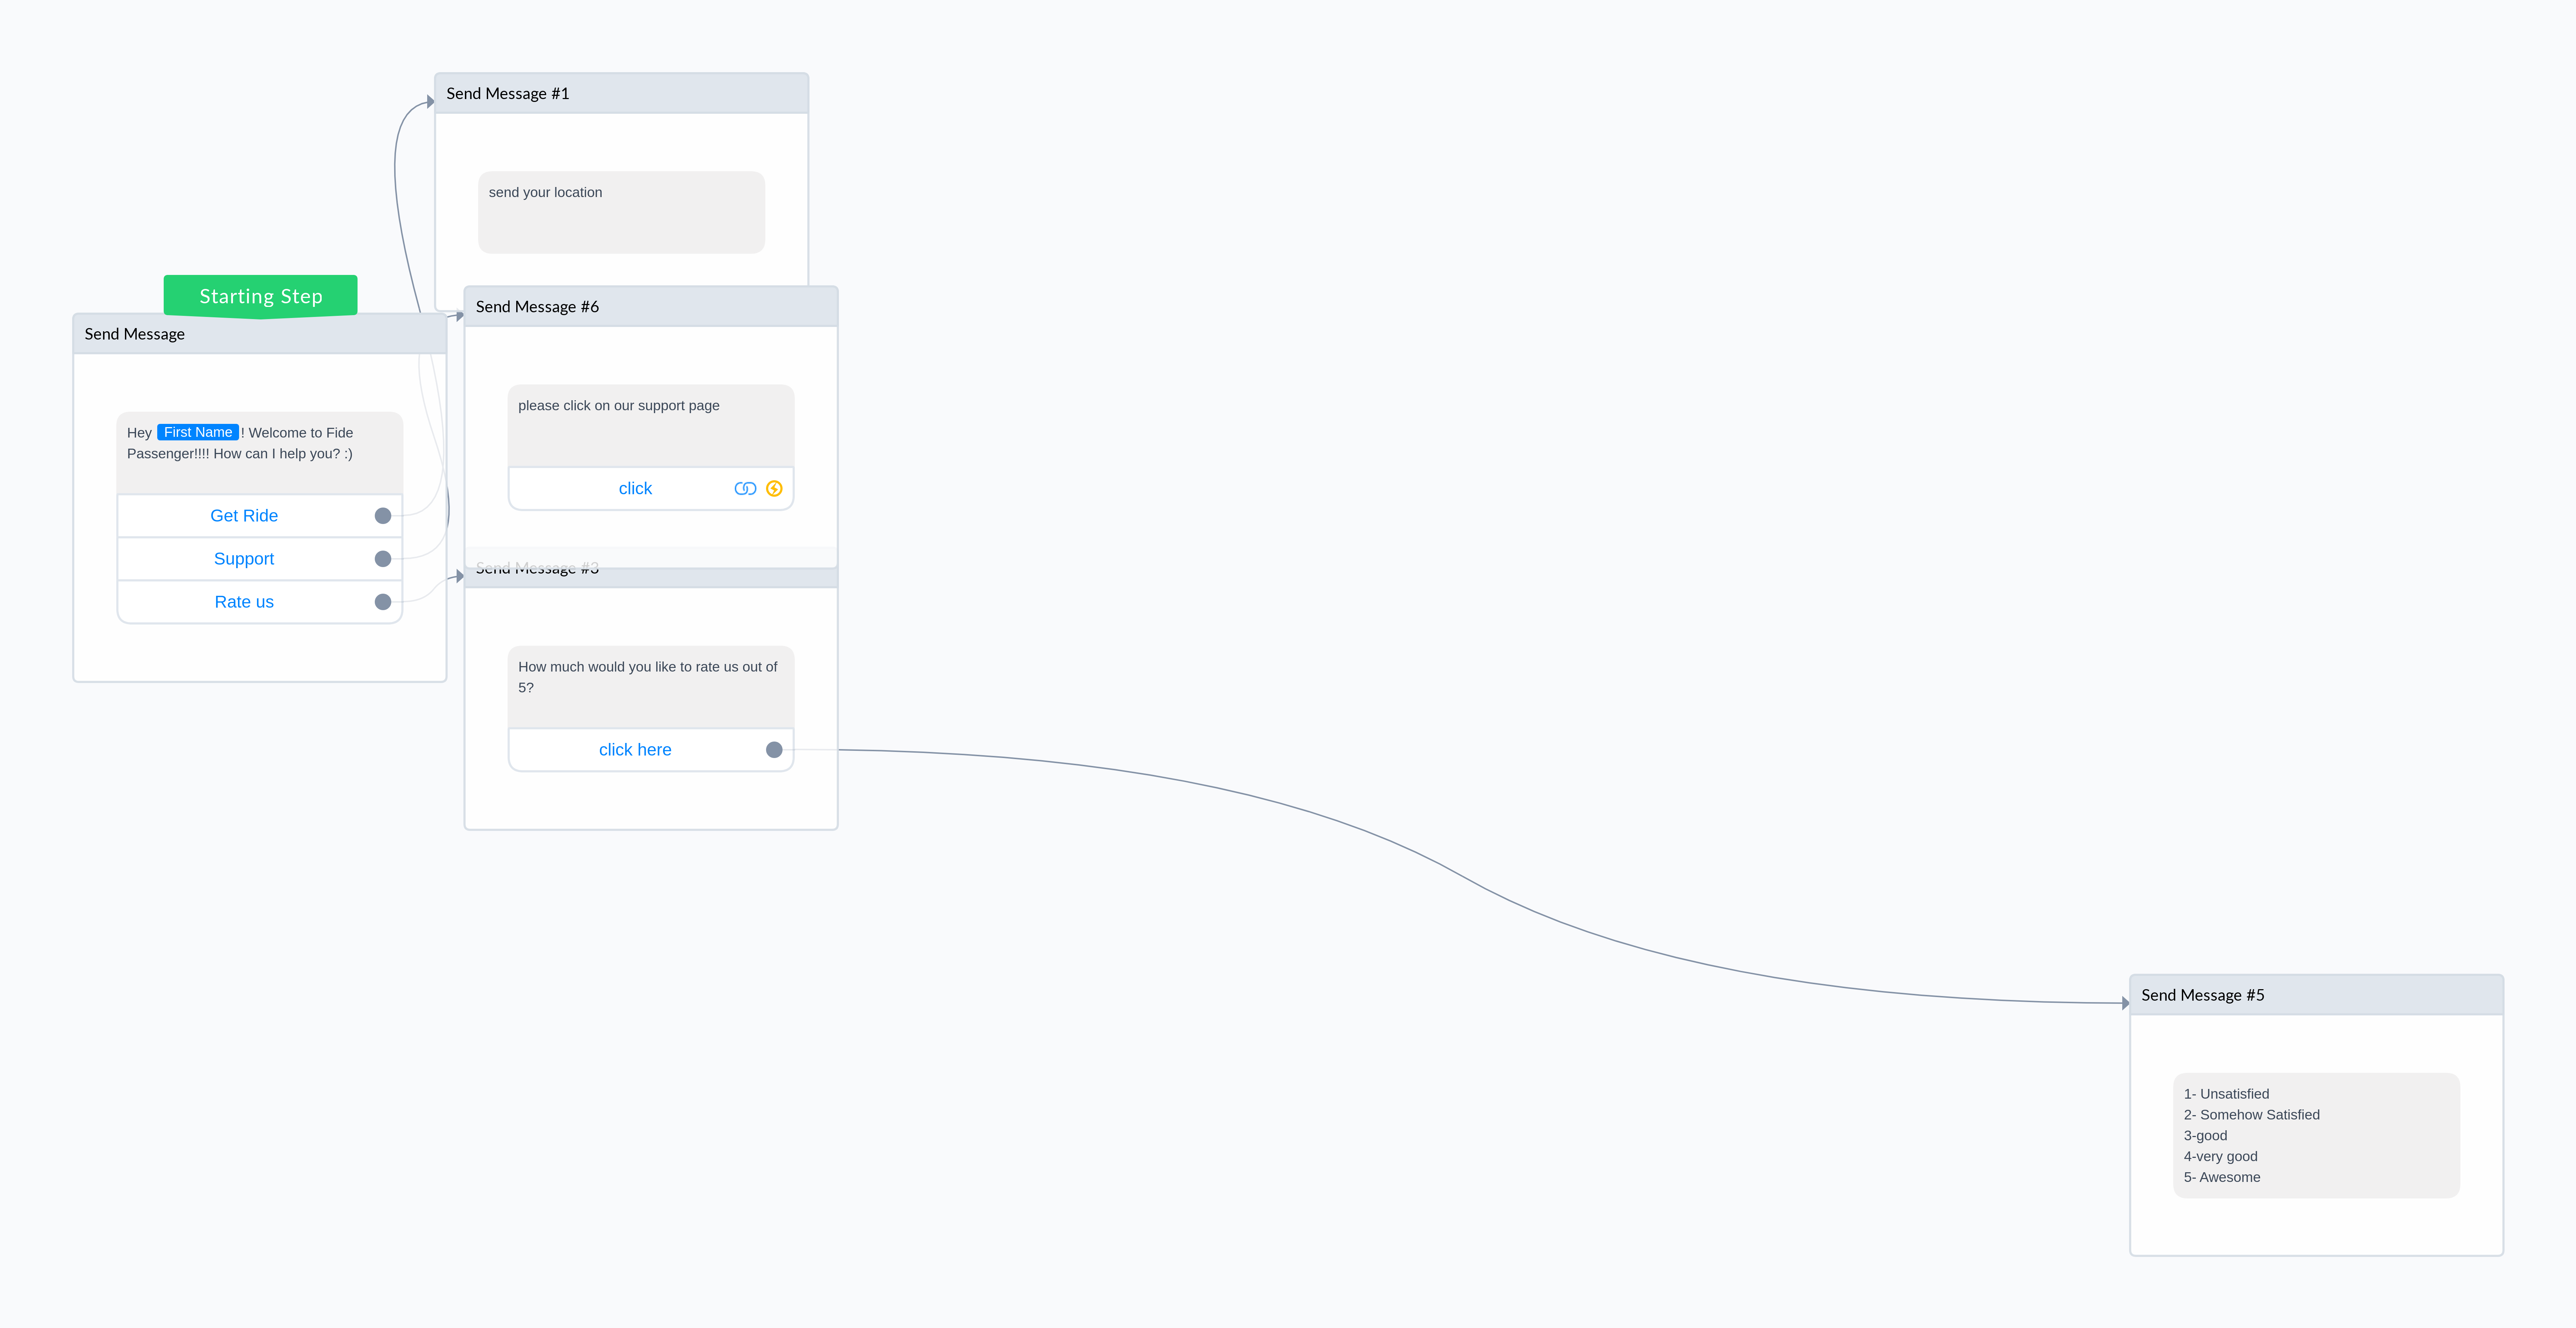 Send Message #1
send your location
Starting Step
Send Message
Hey First Name ! Welcome to Fide
Passenger!!!! How can I help you? :)
Get Ride
Support
Rate us
Send Message #6
please click on our support page
click
Send Message #3
How much would you like to rate us out of
5?
click here
Send Message #5
1- Unsatisfied
2- Somehow Satisfied
3-good
4-very good
5- Awesome